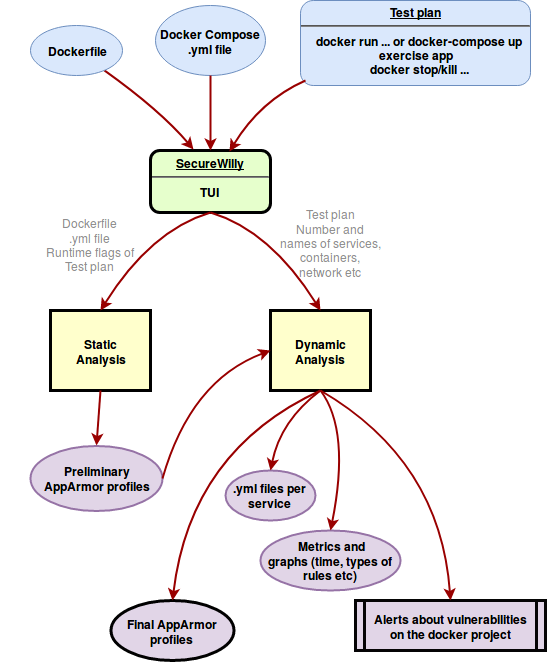 Dockerfile
Docker Compose
.yml file
Test plan
docker run ... or docker-compose up
exercise app
docker stop/kill ...
SecureWilly
TUI
Dockerfile
.yml file
Runtime flags of
Test plan
Test plan
Number and
names of services,
containers,
network etc
Static
Analysis
Dynamic
Analysis
Preliminary
AppArmor profiles
.yml files per
service
Metrics and
graphs (time, types of
rules etc)
Final AppArmor
profiles
Alerts about vulnerabilities
on the docker project